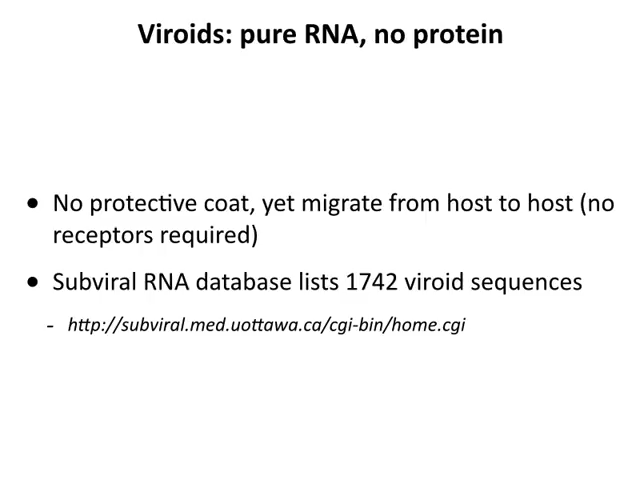 Viroids: pure RNA, no protein
• No protective coat, yet migrate from host to host (no
receptors required)
• Subviral RNA database lists 1742 viroid sequences
- http://subviral.med.uottawa.ca/cgi-bin/home.cgi